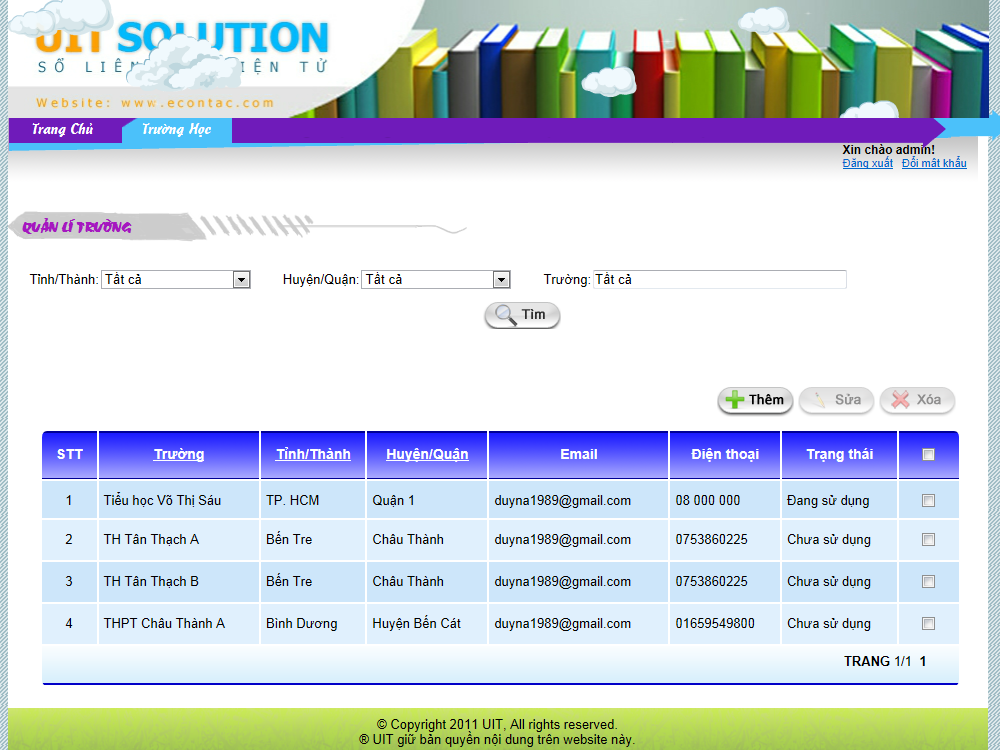 UIT SOLUTION
SỔ LIÊN ĐIỆN TỬ
Website: www.econtac.com
Trang Chủ Trường Học
Xin chào admin!
Đăng xuất Đổi mật khẩu
QUẢN LÍ TRƯỜNG
Tỉnh/Thành: Tất cả Huyện/Quận: Tất cả Trường: Tất cả
Tìm
Thêm Sửa Xóa
STT Trường Tỉnh/Thành Huyện/Quận Email Điện thoại Trạng thái
1 Tiểu học Võ Thị Sáu TP. HCM Quận 1 duyna1989@gmail.com 08 000 000 Đang sử dụng
2 TH Tân Thạch A Bến Tre Châu Thành duyna1989@gmail.com 0753860225 Chưa sử dụng
3 TH Tân Thạch B Bến Tre Châu Thành duyna1989@gmail.com 0753860225 Chưa sử dụng
4 THPT Châu Thành A Bình Dương Huyện Bến Cát duyna1989@gmail.com 01659549800 Chưa sử dụng
TRANG 1/1 1
© Copyright 2011 UIT, All rights reserved.
® UIT giữ bản quyền nội dung trên website này.